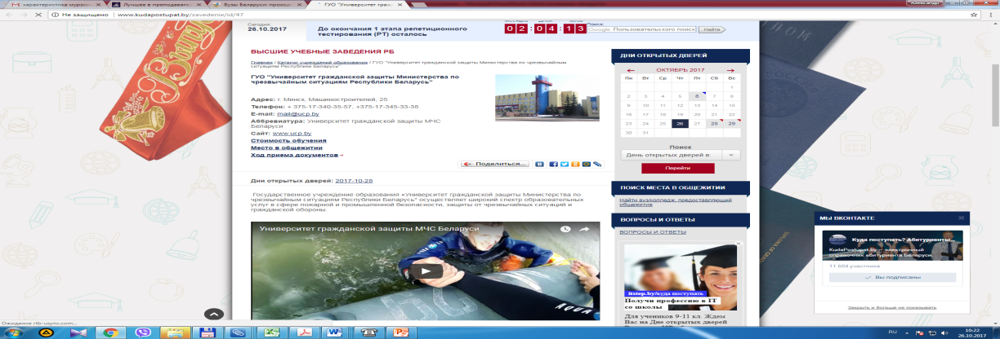 характеристика мурзин
Лучшее в преподават
Вузы Беларуси: проход
ГУО "Университет граж
Александр
Не защищено | www.kudapostupat.by/zavedenie/id/47
Сегодня:
26.10.2017
До окончания 1 этапа репетиционного
тестирования (РТ) осталось
02:04:13
Поиск
Google Пользовательского поиск
Найти
ВЫСШИЕ УЧЕБНЫЕ ЗАВЕДЕНИЯ РБ
Главная / Каталог учреждений образования / ГУО "Университет гражданской защиты Министерства по чрезвычайным
ситуациям Республики Беларусь"
ГУО "Университет гражданской защиты Министерства по
чрезвычайным ситуациям Республики Беларусь"
Адрес: г. Минск, Машиностроителей, 25
Телефон: + 375-17-340-35-57, +375-17-345-33-38
E-mail: mail@ucp.by
Аббревиатура: Университет гражданской защиты МЧС
Беларуси
Сайт: www.ucp.by
Стоимость обучения
Место в общежитии
Ход приема документов
Поделиться...
Дни открытых дверей: 2017-10-28
Государственное учреждение образования «Университет гражданской защиты Министерства по
чрезвычайным ситуациям Республики Беларусь" осуществляет широкий спектр образовательных
услуг в сфере пожарной и промышленной безопасности, защиты от чрезвычайных ситуаций и
гражданской обороны.
Университет гражданской защиты МЧС Беларуси
AQUA
ДНИ ОТКРЫТЫХ ДВЕРЕЙ
ОКТЯБРЬ 2017
Пн Вт Ср Чт Пт Сб Вс
1
2 3 4 5 6 7 8
9 10 11 12 13 14 15
16 17 18 19 20 21 22
23 24 25 26 27 28 29
30 31
Поиск
День открытых дверей в:
Перейти
ПОИСК МЕСТА В ОБЩЕЖИТИИ
Найти вуз/колледж, предоставляющий
общежитие
ВОПРОСЫ И ОТВЕТЫ
ВОПРОСЫ И ОТВЕТЫ
itstep.by/куда поступать
Получи профессию в IT
со школы
Для учеников 9-11 кл. Ждем
Вас на Дне открытых дверей
МЫ ВКОНТАКТЕ
Куда поступать? Абитуриенты...
KudaPostupat.by — электронный
справочник абитуриента Беларуси.
11 604 участника
Вы подписаны
Закрыть и больше не показывать
Ожидание rtb-usync.com...
RU
10:22
26.10.2017